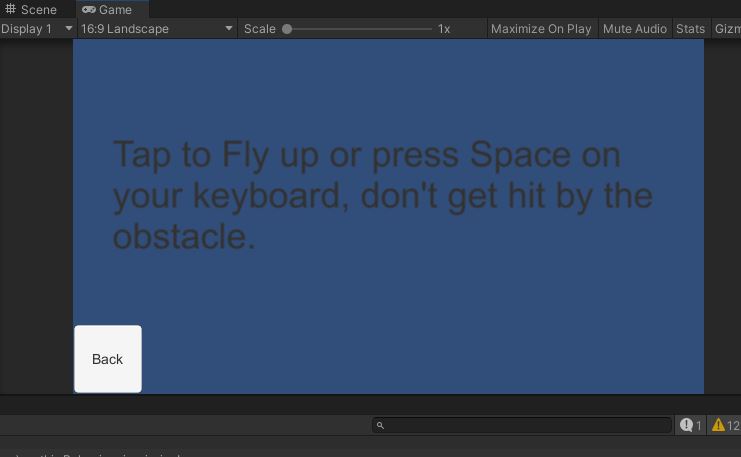 Scene Game
Display 1 16:9 Landscape Scale 1x Maximize On Play Mute Audio Stats Gizm
Tap to Fly up or press Space on
your keyboard, don't get hit by the
obstacle.
Back
1 12